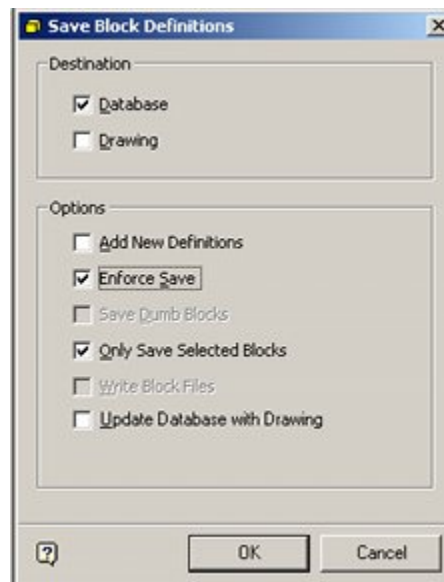 Save Block Definitions
Destination
Database
Drawing
Options
Add New Definitions
Enforce Save
Save Dumb Blocks
Only Save Selected Blocks
Write Block Files
Update Database with Drawing
OK Cancel